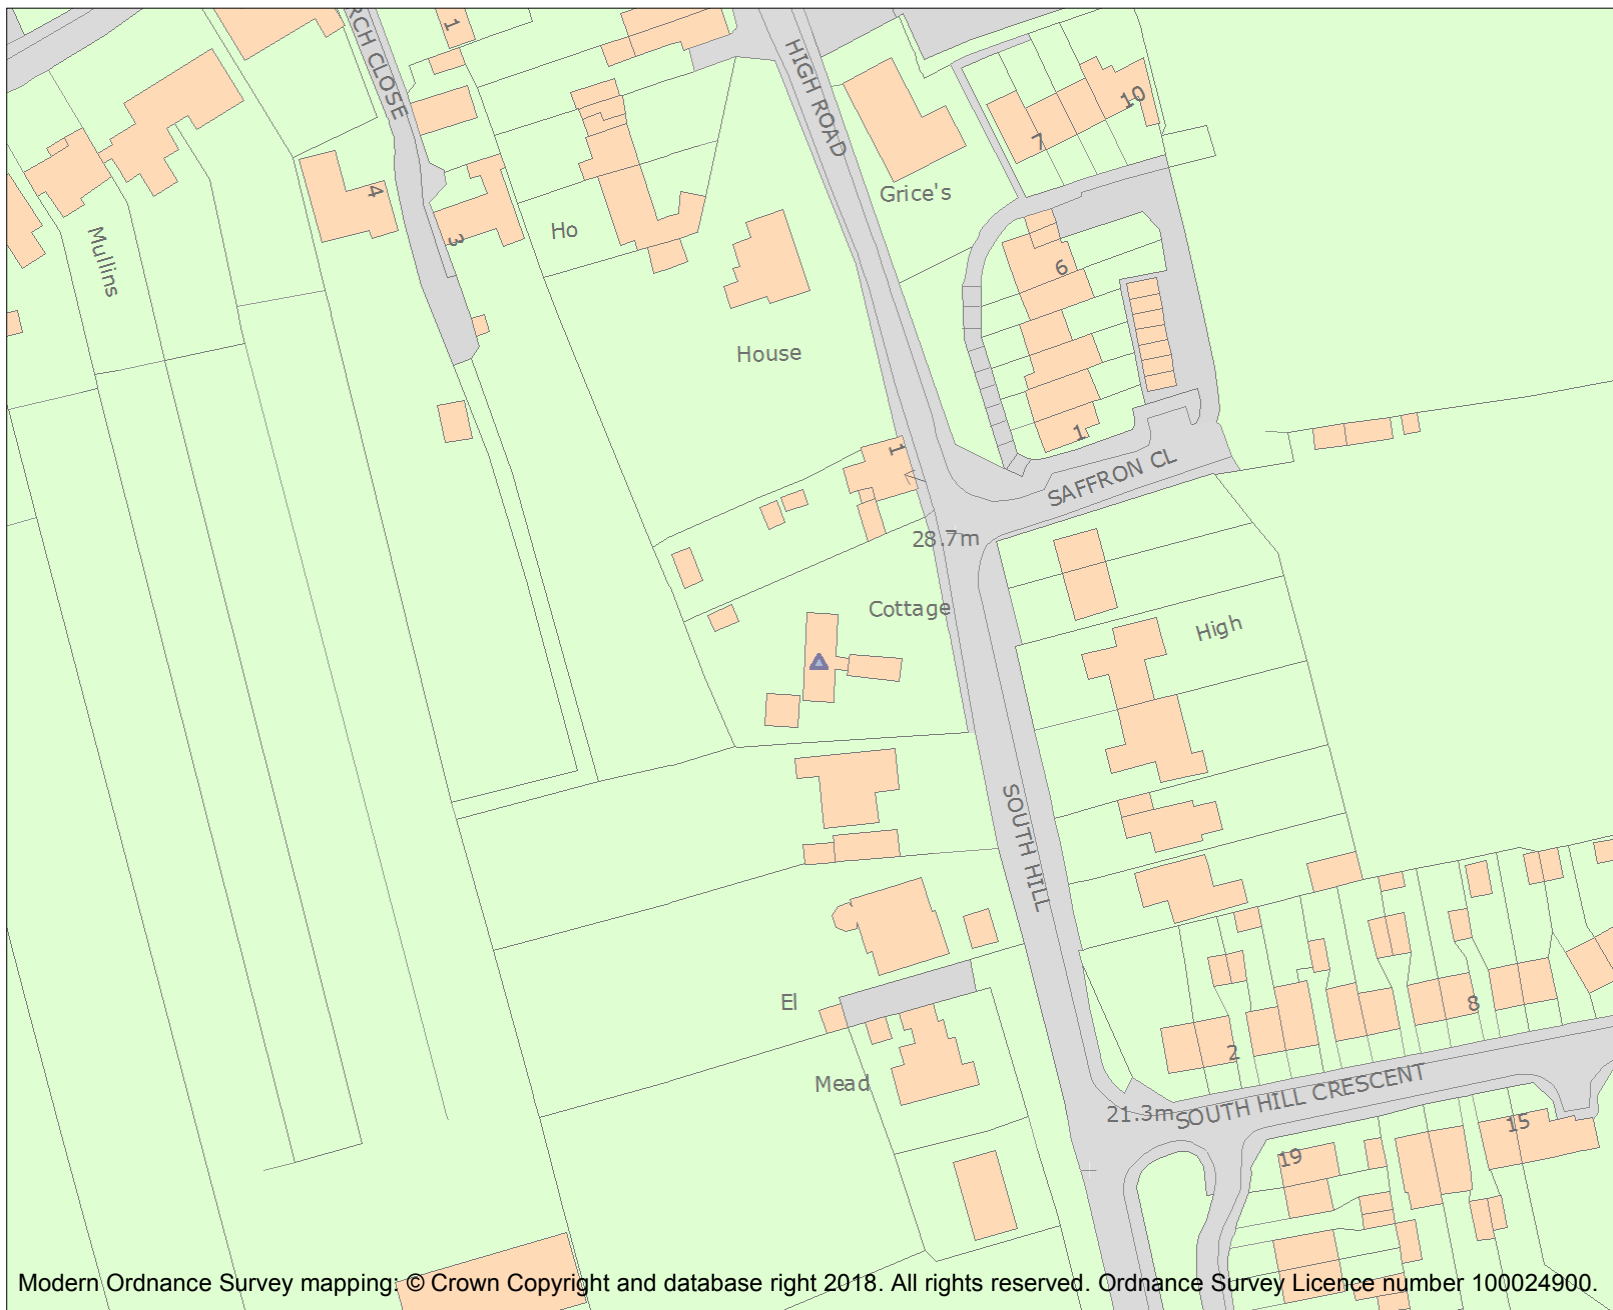 1
RCH CLOSE
HIGH ROAD
10
7
4
Grice's
3
Ho
Mullins
6
House
1
1
SAFFRON CL
28.7m
Cottage
High
SOUTH HILL
El
8
2
Mead
SOUTH HILL CRESCENT
21.3m
15
19
Modern Ordnance Survey mapping: © Crown Copyright and database right 2018. All rights reserved. Ordnance Survey Licence number 100024900.